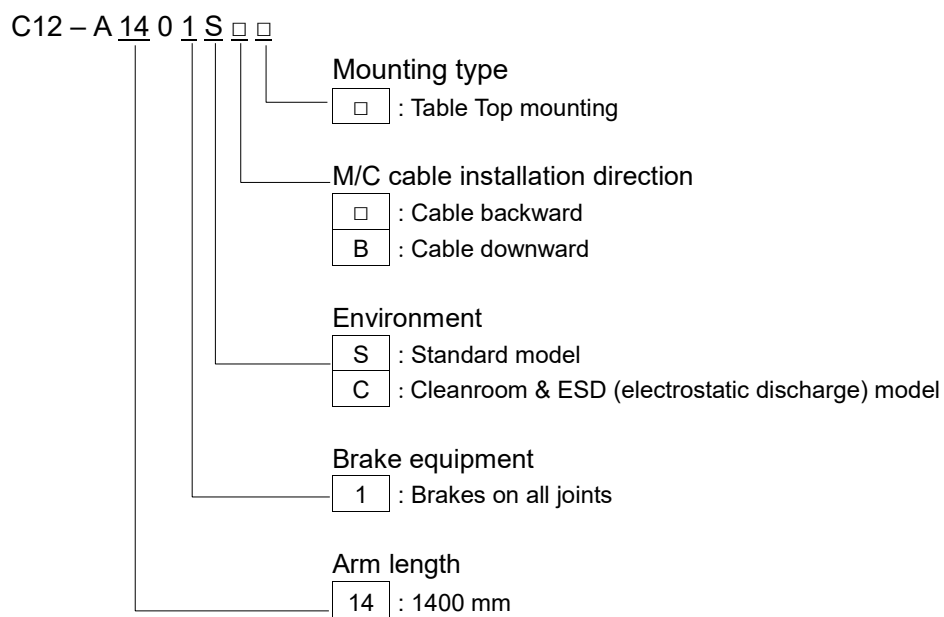 C12 – A 14 0 1 S □ □
Mounting type
□ : Table Top mounting
M/C cable installation direction
□ : Cable backward
B : Cable downward
Environment
S : Standard model
C : Cleanroom & ESD (electrostatic discharge) model
Brake equipment
1 : Brakes on all joints
Arm length
14 : 1400 mm